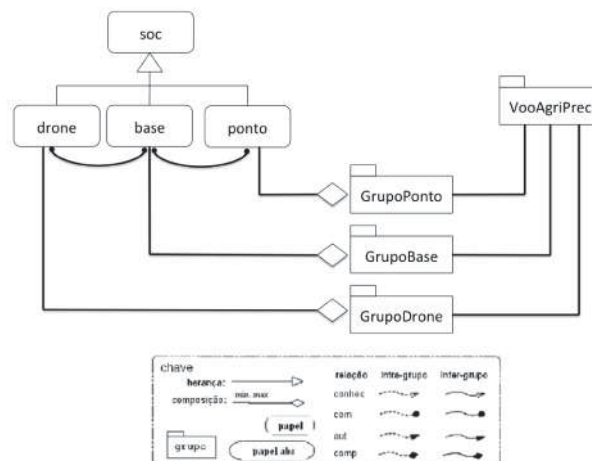 soc
drone
base
ponto
VooAgriPrec
GrupoPonto
GrupoBase
GrupoDrone
chave
herança:
composição:
min..max
grupo
papel
papel abs
relação intra-grupo inter-grupo
conhec
com
aut
comp